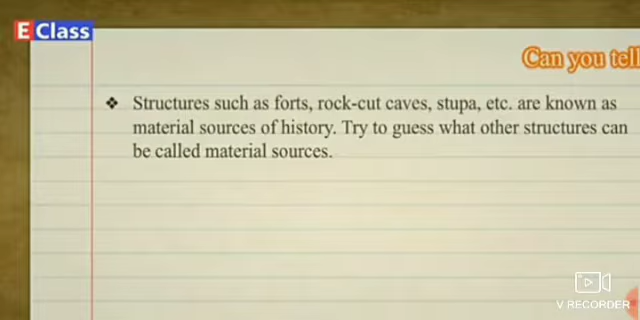 E Class
Can you tell
❖ Structures such as forts, rock-cut caves, stupa, etc. are known as
material sources of history. Try to guess what other structures can
be called material sources.
V RECORDER